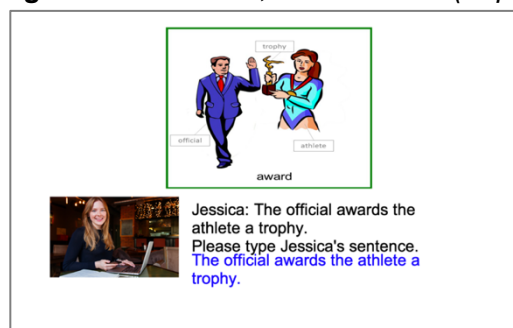 trophy
official
athlete
award
Jessica: The official awards the
athlete a trophy.
Please type Jessica's sentence.
The official awards the athlete a
trophy.